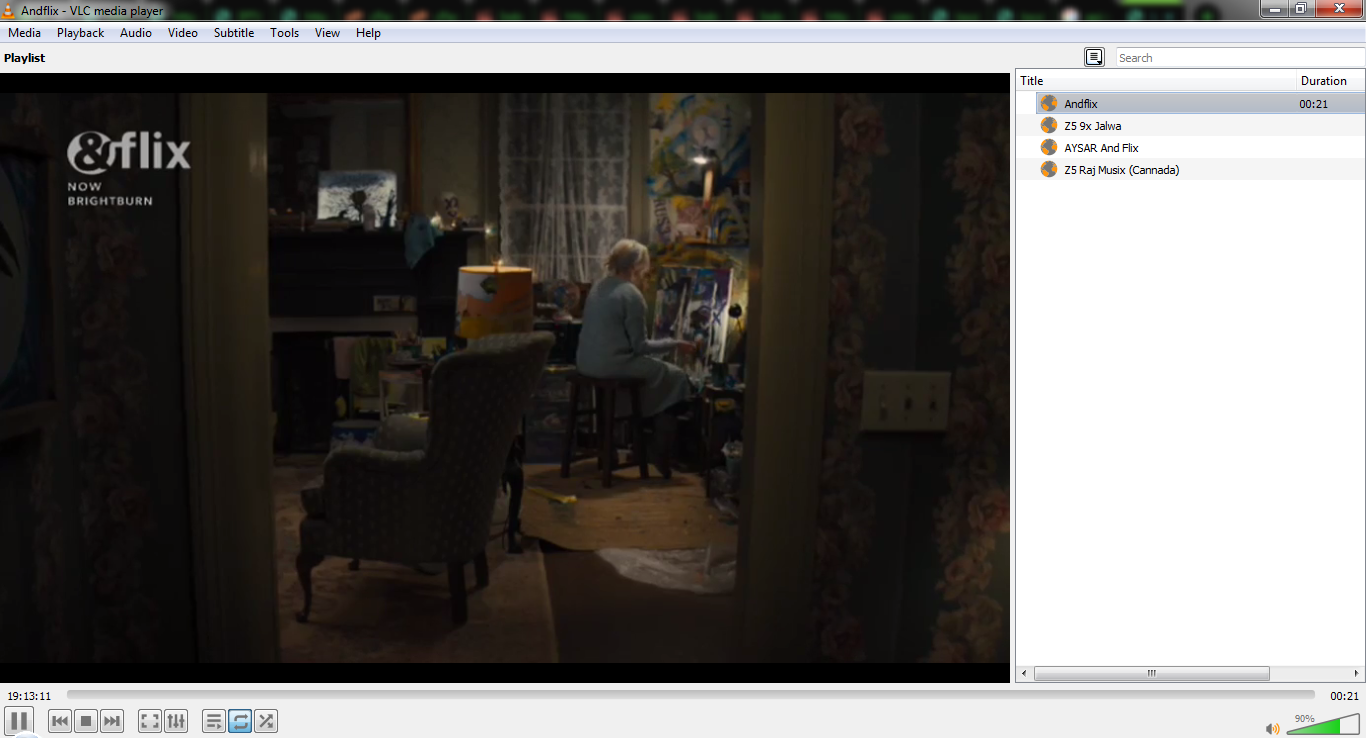 Andflix - VLC media player
Media Playback Audio Video Subtitle Tools View Help
Playlist
Search
Title Duration
Andflix 00:21
Z5 9x Jalwa
AYSAR And Flix
Z5 Raj Musix (Cannada)
&flix
NOW
BRIGHTBURN
19:13:11 00:21
90%